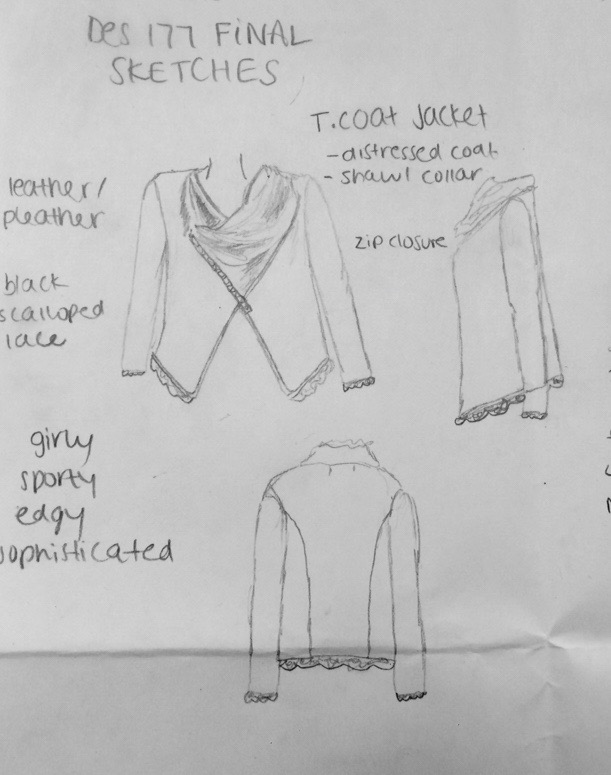 Des 177 FiNAL
SKETCHES
T.coat Jacket
- distressed coat
- shawl collar
leather/
pleather
zip closure
black
scalloped
lace
girly
sporty
edgy
sophisticated